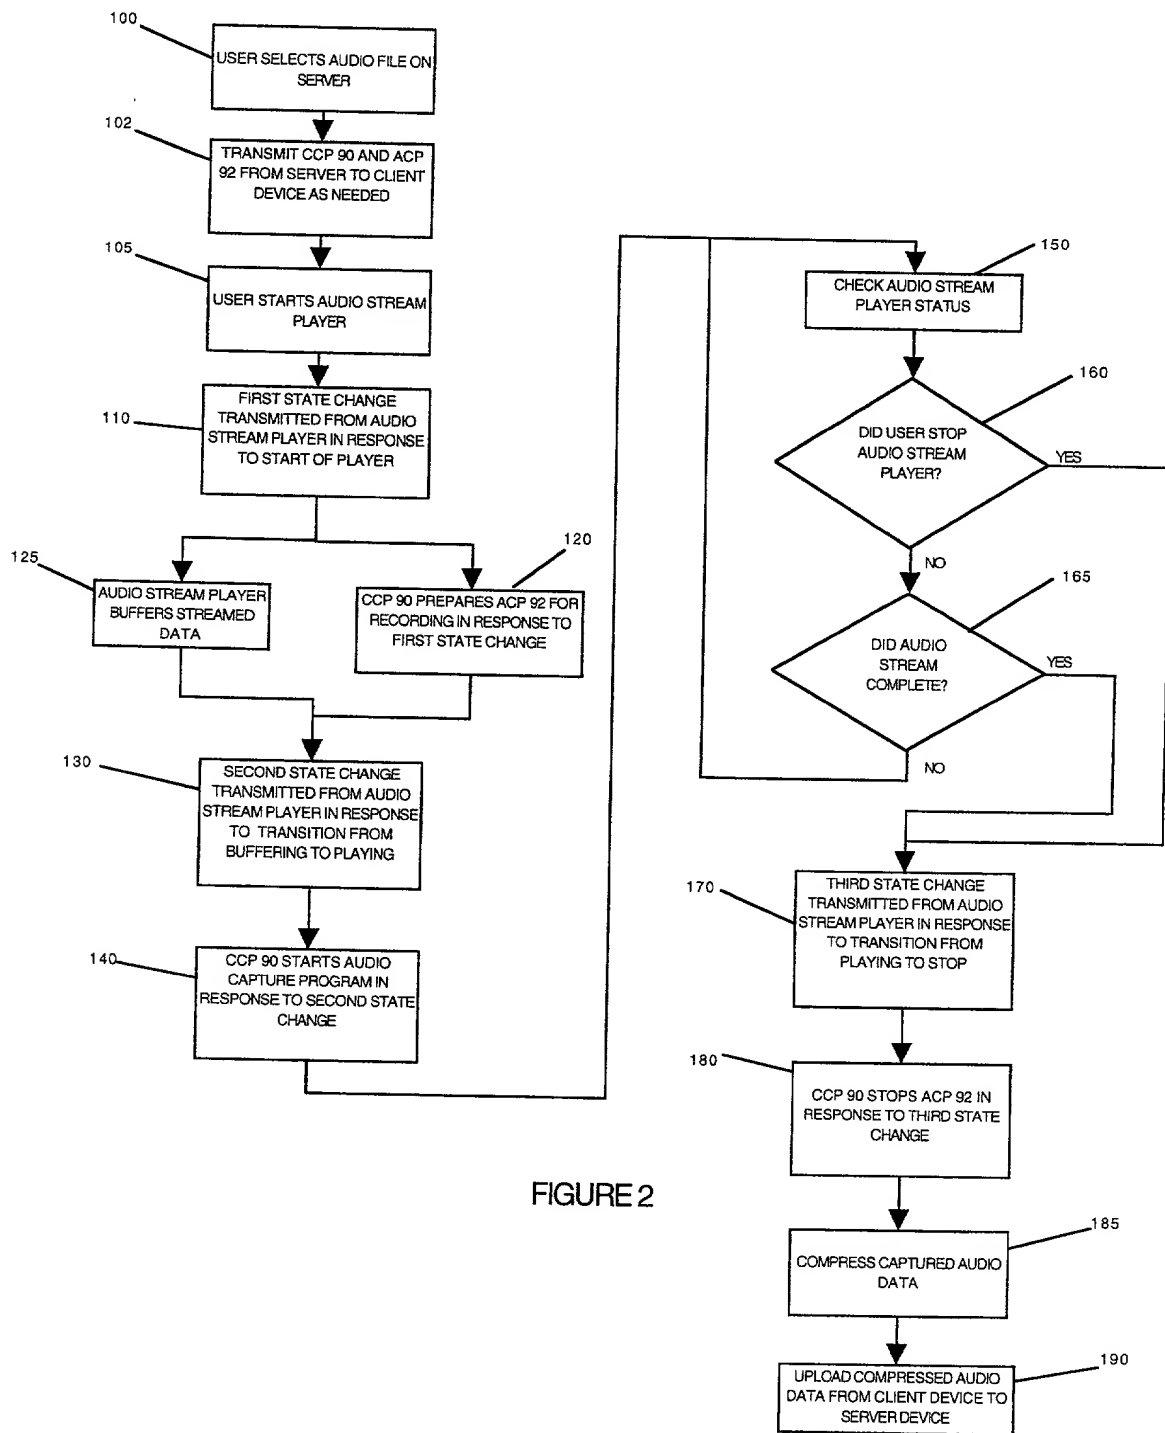 100
USER SELECTS AUDIO FILE ON
SERVER
102
TRANSMIT CCP 90 AND ACP
92 FROM SERVER TO CLIENT
DEVICE AS NEEDED
105
USER STARTS AUDIO STREAM
PLAYER
110
FIRST STATE CHANGE
TRANSMITTED FROM AUDIO
STREAM PLAYER IN RESPONSE
TO START OF PLAYER
125
AUDIO STREAM PLAYER
BUFFERS STREAMED
DATA
120
CCP 90 PREPARES ACP 92 FOR
RECORDING IN RESPONSE TO
FIRST STATE CHANGE
130
SECOND STATE CHANGE
TRANSMITTED FROM AUDIO
STREAM PLAYER IN RESPONSE
TO TRANSITION FROM
BUFFERING TO PLAYING
140
CCP 90 STARTS AUDIO
CAPTURE PROGRAM IN
RESPONSE TO SECOND STATE
CHANGE
150
CHECK AUDIO STREAM
PLAYER STATUS
160
DID USER STOP
AUDIO STREAM
PLAYER?
YES
NO
165
DID AUDIO
STREAM
COMPLETE?
YES
NO
170
THIRD STATE CHANGE
TRANSMITTED FROM AUDIO
STREAM PLAYER IN RESPONSE
TO TRANSITION FROM
PLAYING TO STOP
180
CCP 90 STOPS ACP 92 IN
RESPONSE TO THIRD STATE
CHANGE
185
COMPRESS CAPTURED AUDIO
DATA
190
UPLOAD COMPRESSED AUDIO
DATA FROM CLIENT DEVICE TO
SERVER DEVICE
FIGURE 2